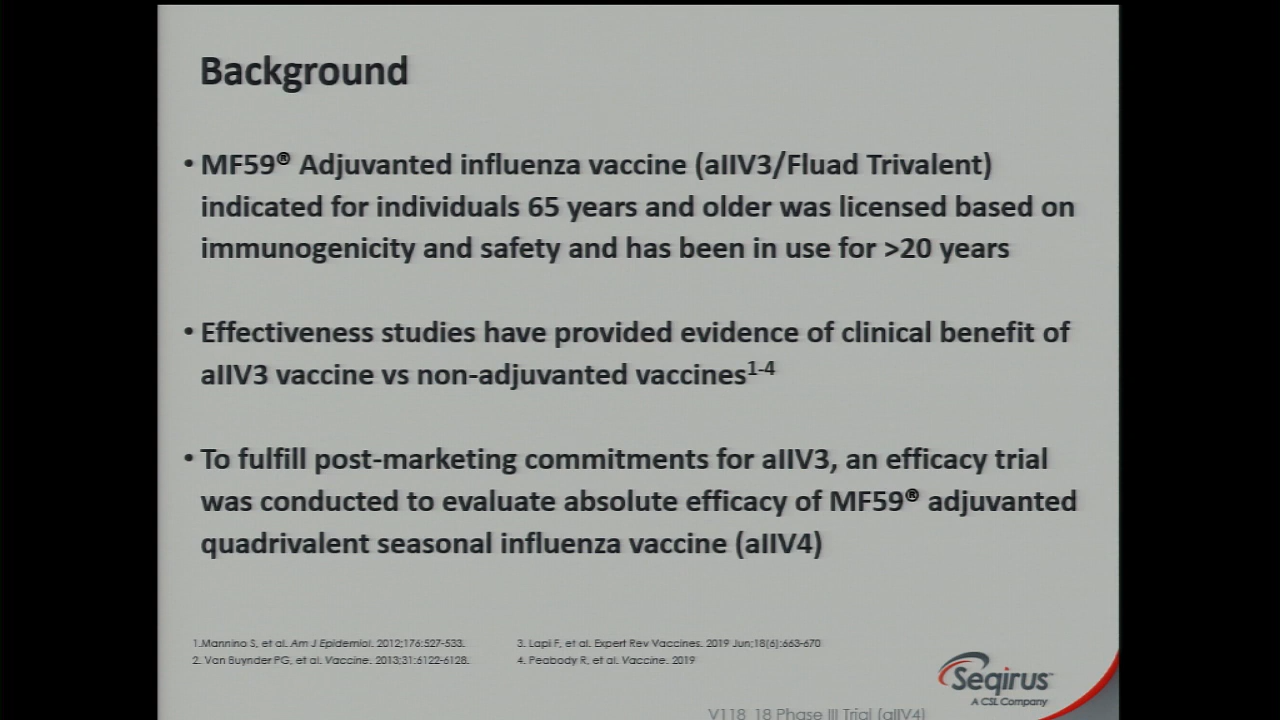 Background
• MF59® Adjuvanted influenza vaccine (aIIV3/Fluad Trivalent)
indicated for individuals 65 years and older was licensed based on
immunogenicity and safety and has been in use for >20 years
• Effectiveness studies have provided evidence of clinical benefit of
aIIV3 vaccine vs non-adjuvanted vaccines1-4
• To fulfill post-marketing commitments for aIIV3, an efficacy trial
was conducted to evaluate absolute efficacy of MF59® adjuvanted
quadrivalent seasonal influenza vaccine (aIIV4)
1.Mannino S, et al. Am J Epidemiol. 2012;176:527-533.
2. Van Buynder PG, et al. Vaccine. 2013;31:6122-6128.
3. Lapi F, et al. Expert Rev Vaccines. 2019 Jun;18(6):663-670
4. Peabody R, et al. Vaccine. 2019
Seqirus™
A CSL Company
V118_18 Phase III Trial (aIIV4)